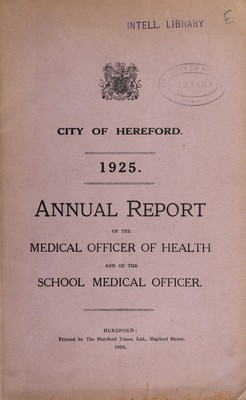 INTELL LIBRARY E
CITY OF HEREFORD.
1925.
ANNUAL REPORT
OF THE
MEDICAL OFFICER OF HEALTH
AND OF THE
SCHOOL MEDICAL OFFICER.
HEREFORD:
Printed by The Hereford Times, Ltd., Maylord Street.
1926.